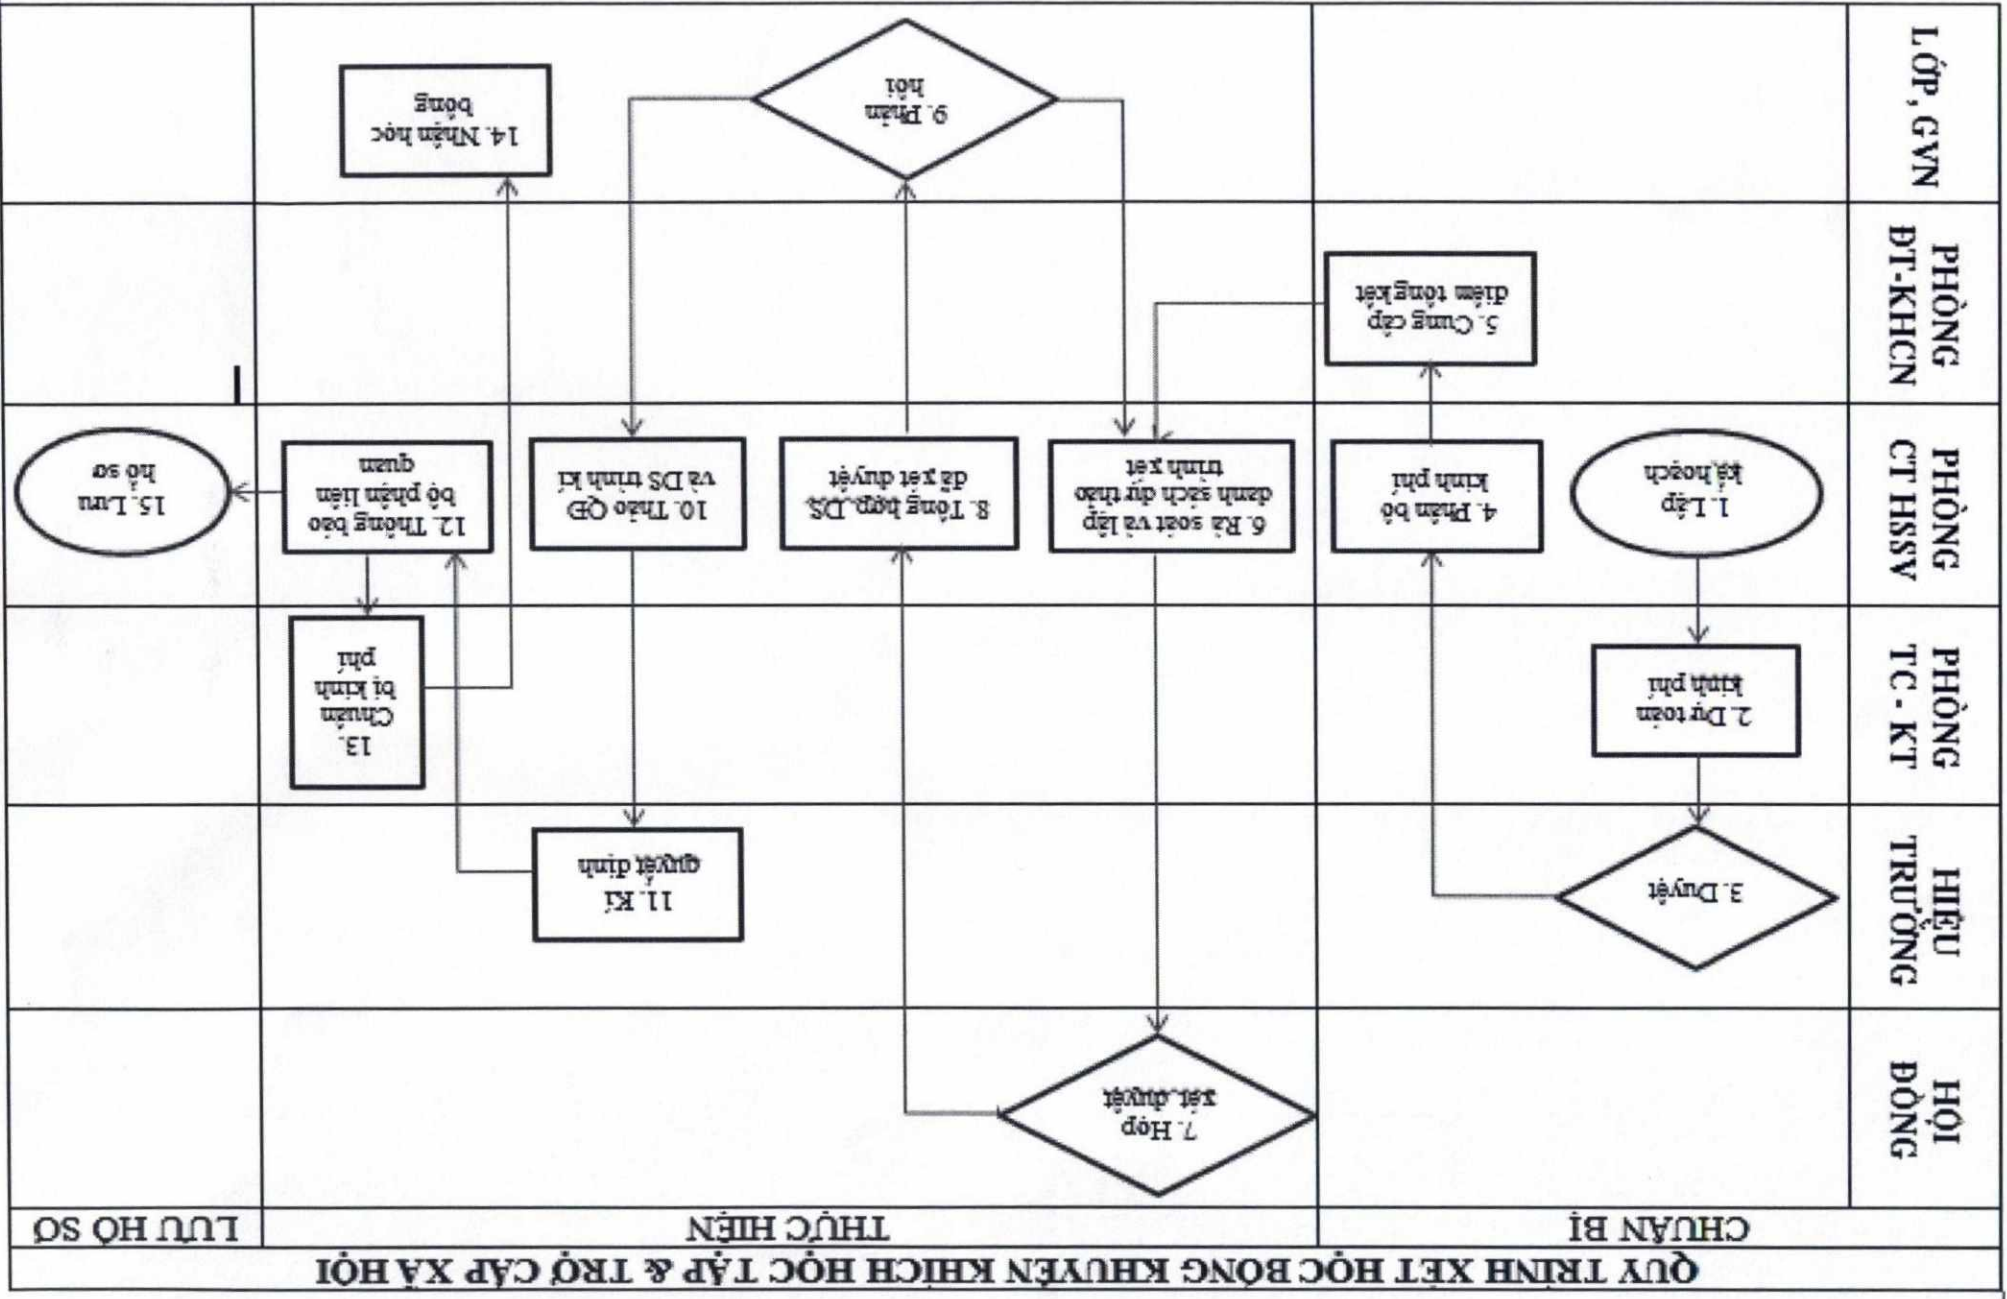 QUY TRÌNH XÉT HỌC BỔNG KHUYẾN KHÍCH HỌC TẬP & TRỢ CẤP XÃ HỘI
CHUẨN BỊ
THỰC HIỆN
LƯU HỒ SƠ
HỘI
ĐỒNG
7. Họp
xét duyệt
HIỆU
TRƯỞNG
3. Duyệt
11. Kí
quyết định
PHÒNG
TC - KT
2. Dự toán
kinh phí
13.
Chuẩn
bị kinh
phí
PHÒNG
CT HSSV
1. Lập
kế hoạch
4. Phân bổ
kinh phí
6. Rà soát và lập
danh sách dự thảo
trình xét
8. Tổng hợp DS
đã xét duyệt
10. Thảo QĐ
và DS trình kí
12. Thông báo
bộ phận liên
quan
15. Lưu
hồ sơ
PHÒNG
ĐT-KHCN
5. Cung cấp
điểm tổng kết
LỚP, GVN
9. Phản
hồi
14. Nhận học
bổng